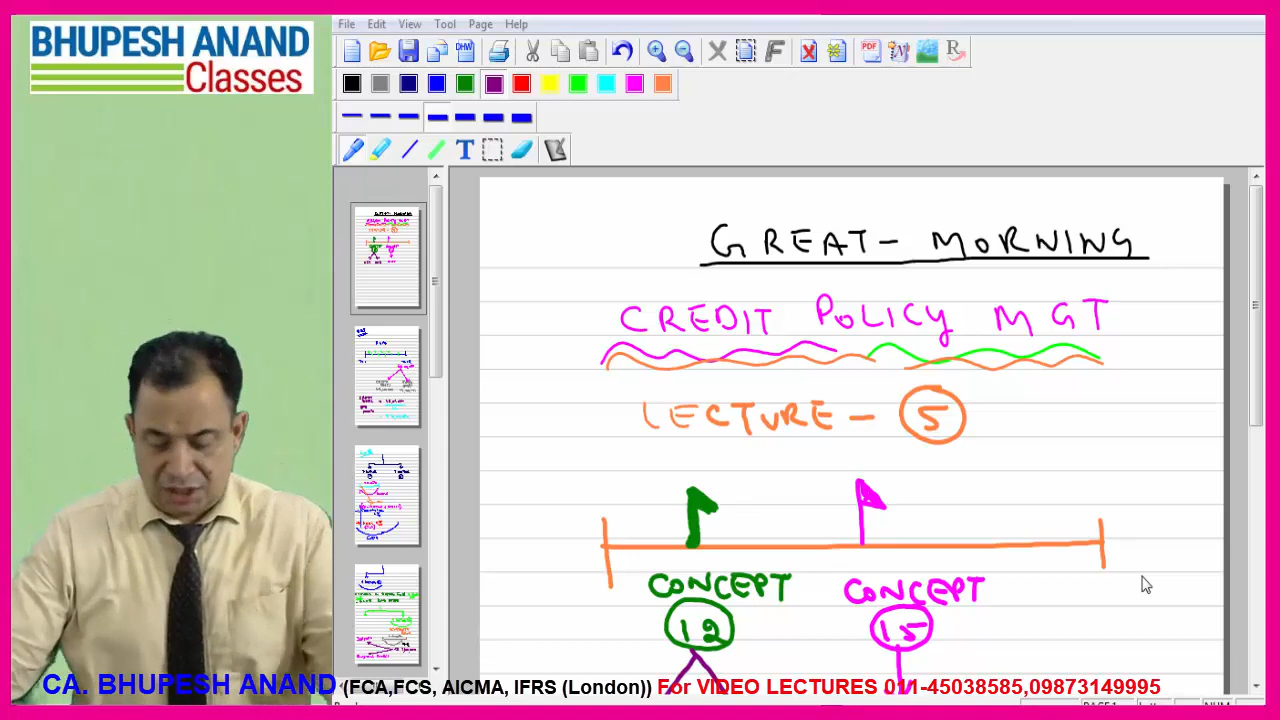 BHUPESH ANAND
Classes
File Edit View Tool Page Help
GREAT- MORNING
CREDIT POLICY MGT
LECTURE - 5
CONCEPT CONCEPT
12 15
CA. BHUPESH ANAND (FCA,FCS, AICMA, IFRS (London)) For VIDEO LECTURES 011-45038585,09873149995